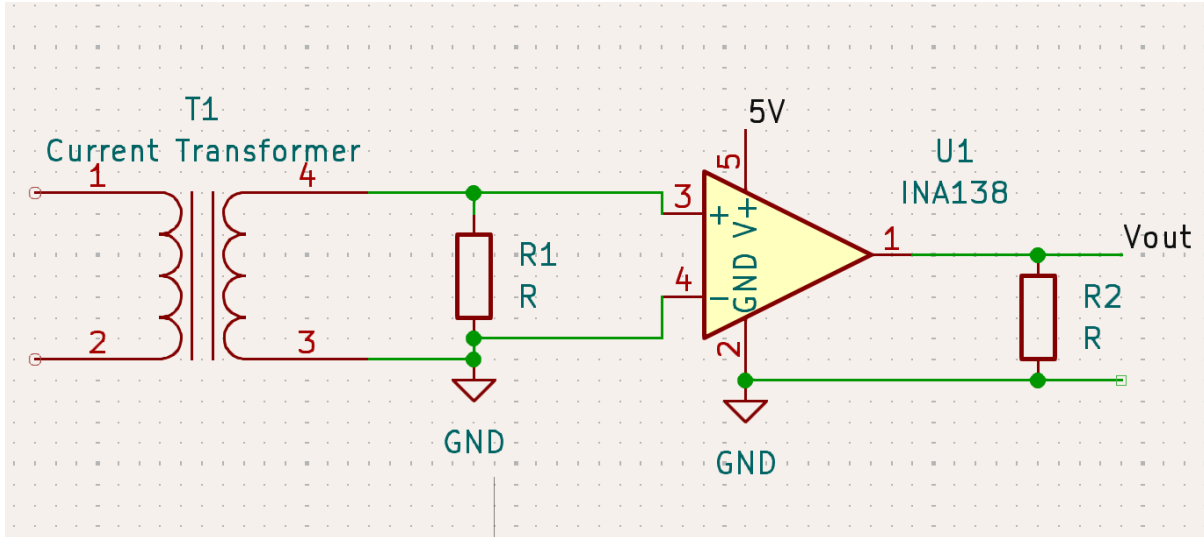 T1
Current Transformer
1
4
2
3
R1
R
GND
5V
5
3
+
V+
4
-
GND
2
GND
U1
INA138
1
Vout
R2
R